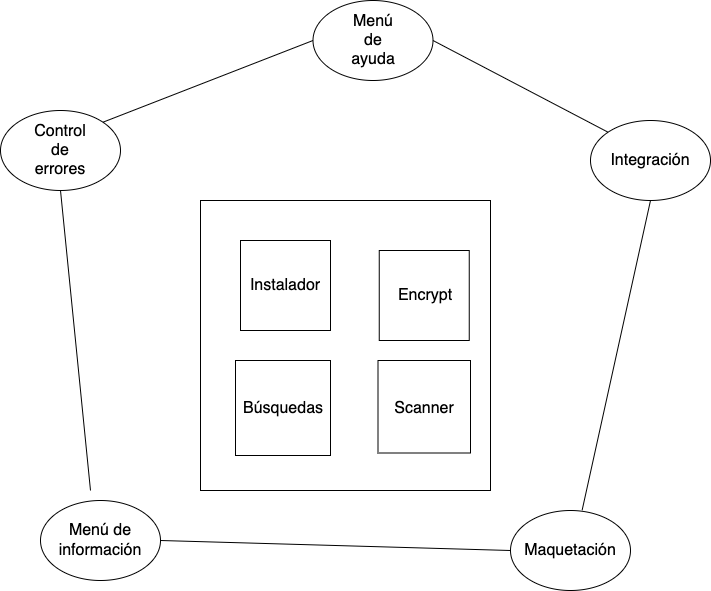 Menú
de
ayuda
Control
de
errores
Integración
Instalador
Encrypt
Búsquedas
Scanner
Menú de
información
Maquetación